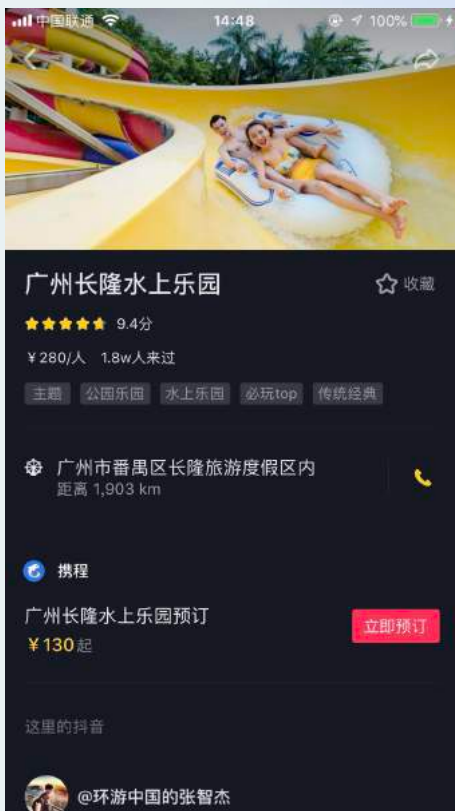 中国联通 14:48 100%
广州长隆水上乐园 收藏
9.4分
¥280/人 1.8w人来过
主题 公园乐园 水上乐园 必玩top 传统经典
广州市番禺区长隆旅游度假区内
距离 1,903 km
携程
广州长隆水上乐园预订
¥130起
立即预订
这里的抖音
@环游中国的张智杰